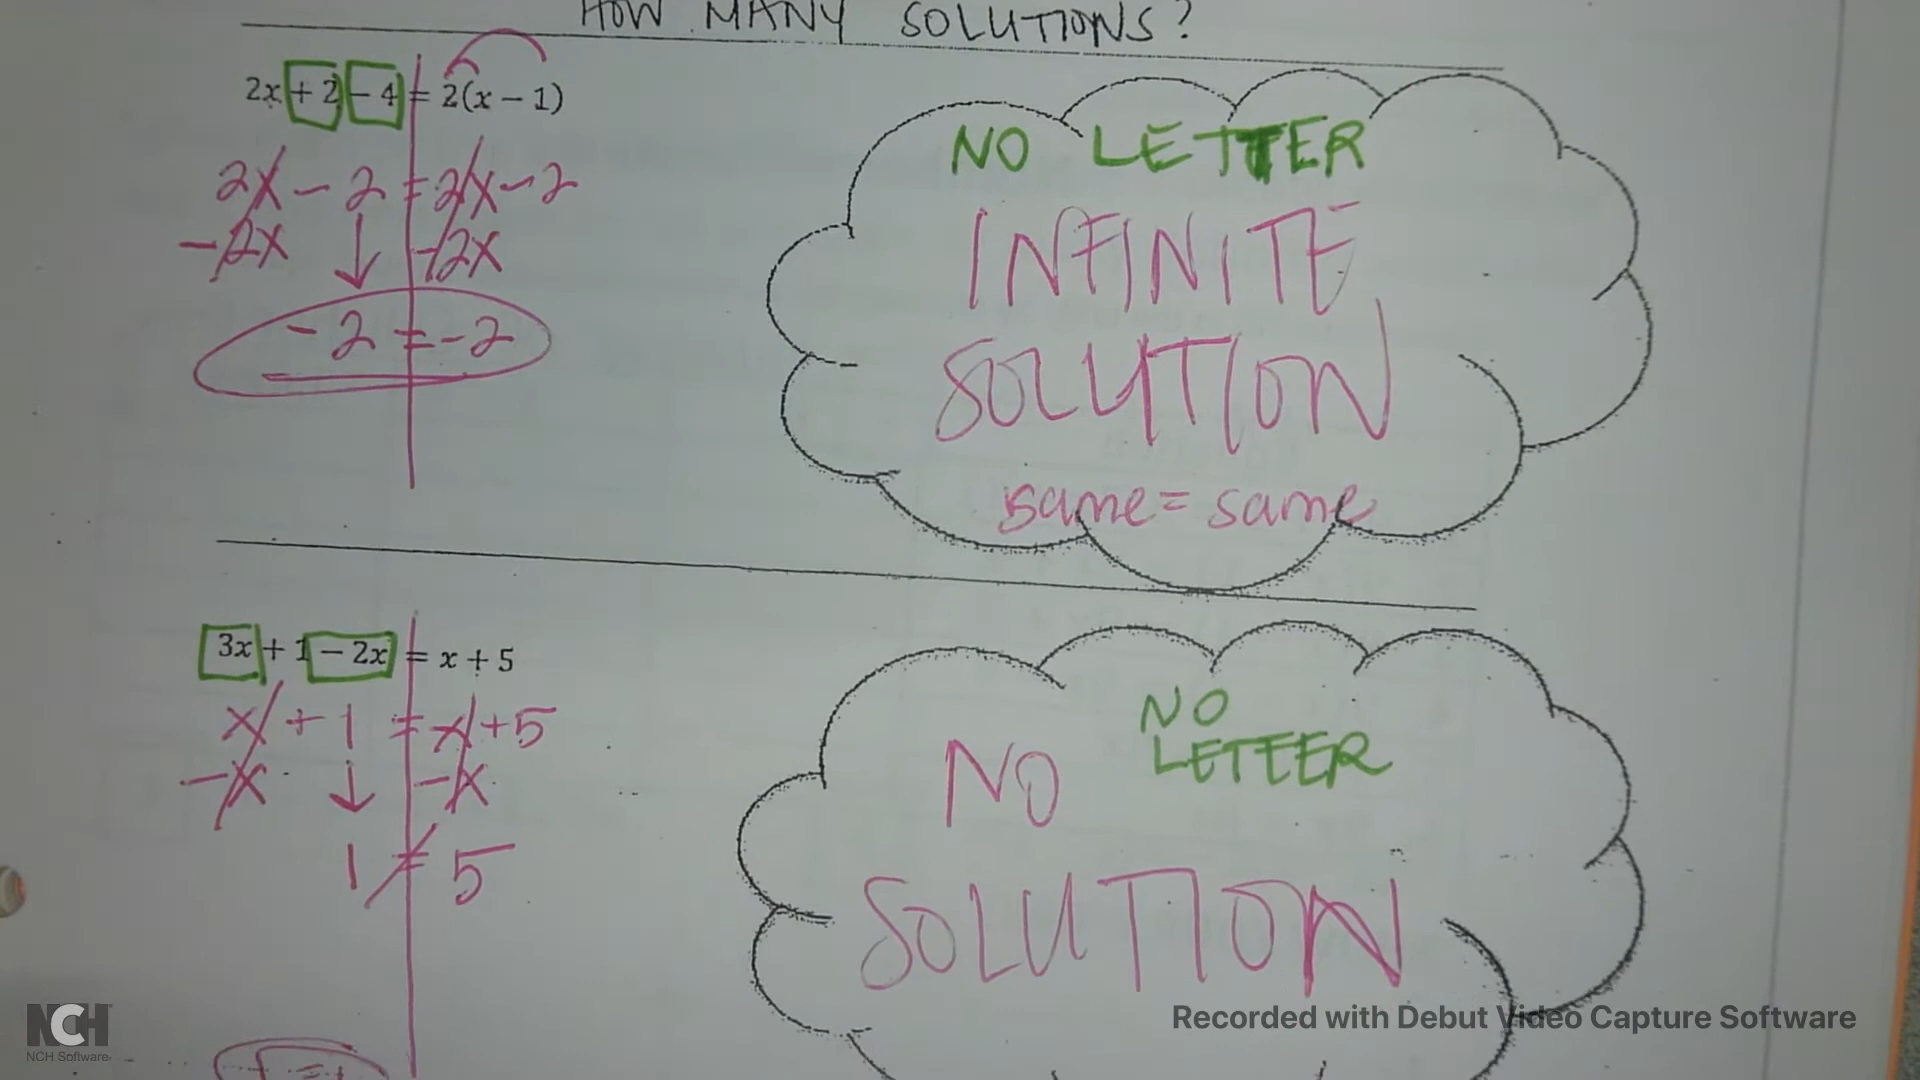 HOW MANY SOLUTIONS?
2x + 2 - 4 = 2(x - 1)
2x - 2 = 2x - 2
-2x -2x
-2 = -2
NO LETTER
INFINITE
SOLUTION
same = same
3x + 1 - 2x = x + 5
x + 1 = x + 5
-x -x
1 ≠ 5
NO
LETTER
NO
SOLUTION
NCH
NCH Software
Recorded with Debut Video Capture Software